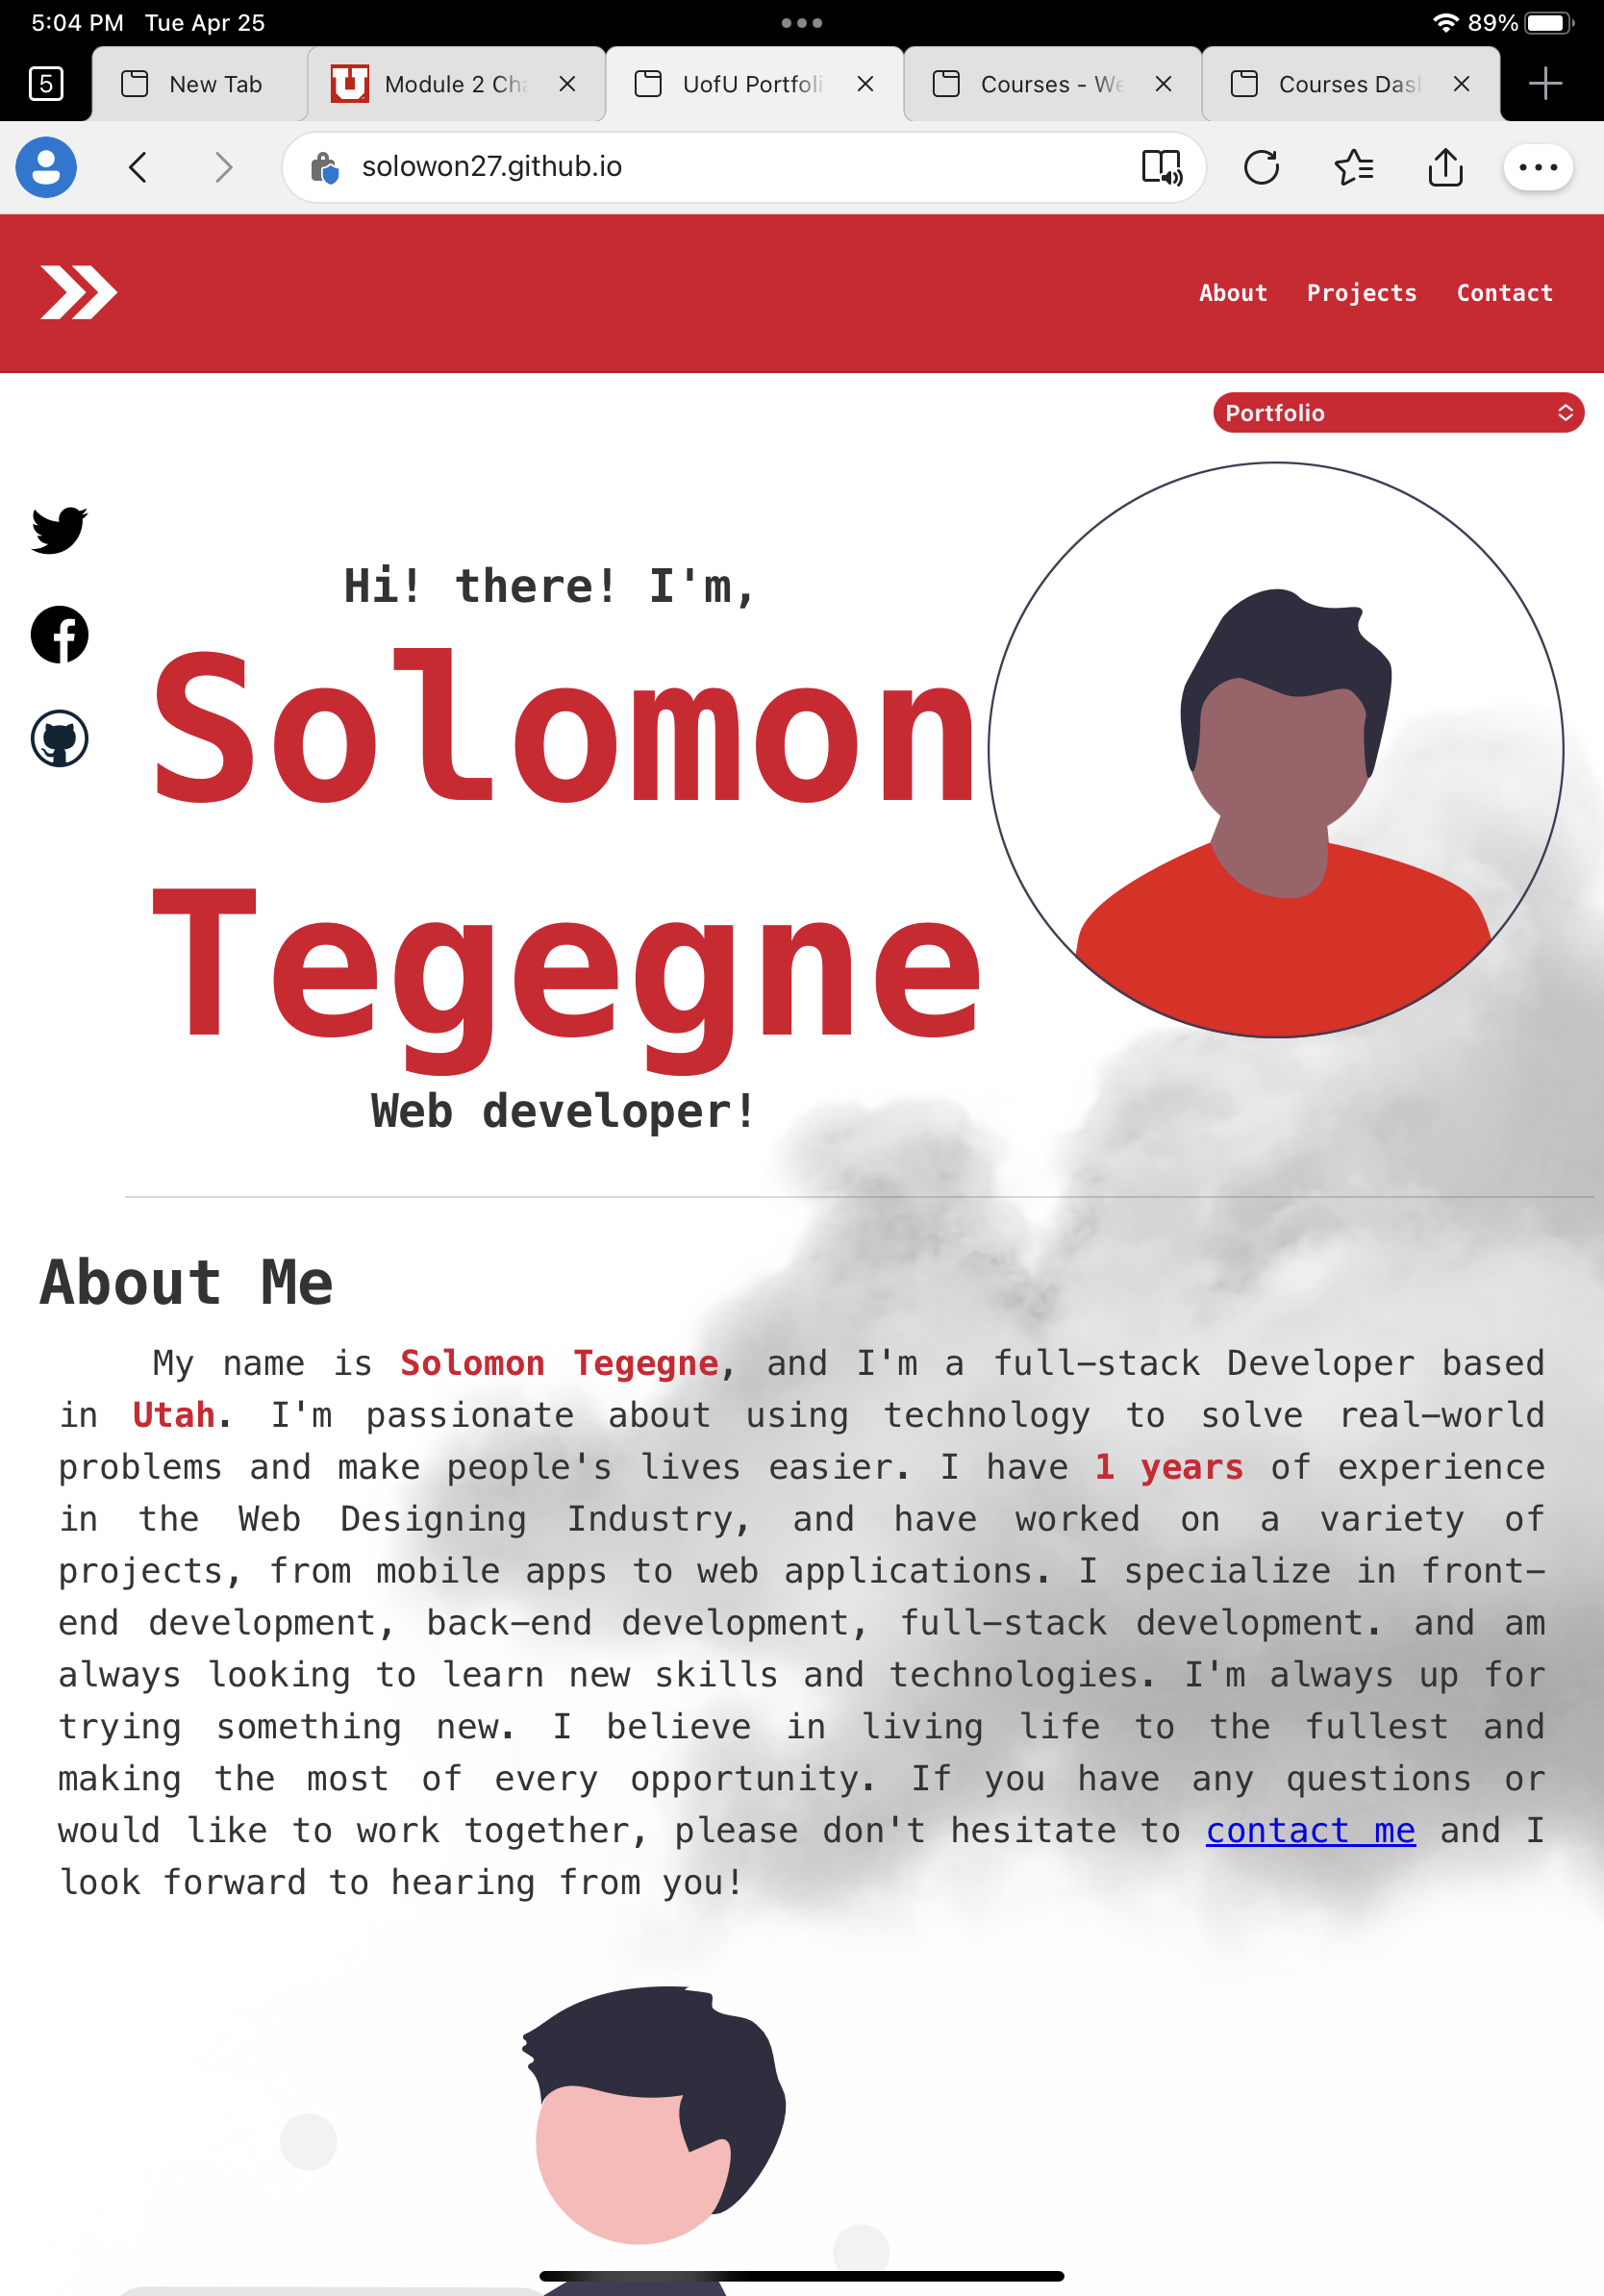 5:04 PM Tue Apr 25
89%
5
New Tab
Module 2 Cha
UofU Portfoli
Courses - We
Courses Das
solowon27.github.io
About Projects Contact
Portfolio
Hi! there! I'm,
Solomon
Tegegne
Web developer!
About Me
My name is Solomon Tegegne, and I'm a full-stack Developer based
in Utah. I'm passionate about using technology to solve real-world
problems and make people's lives easier. I have 1 years of experience
in the Web Designing Industry, and have worked on a variety of
projects, from mobile apps to web applications. I specialize in front-
end development, back-end development, full-stack development. and am
always looking to learn new skills and technologies. I'm always up for
trying something new. I believe in living life to the fullest and
making the most of every opportunity. If you have any questions or
would like to work together, please don't hesitate to contact me and I
look forward to hearing from you!